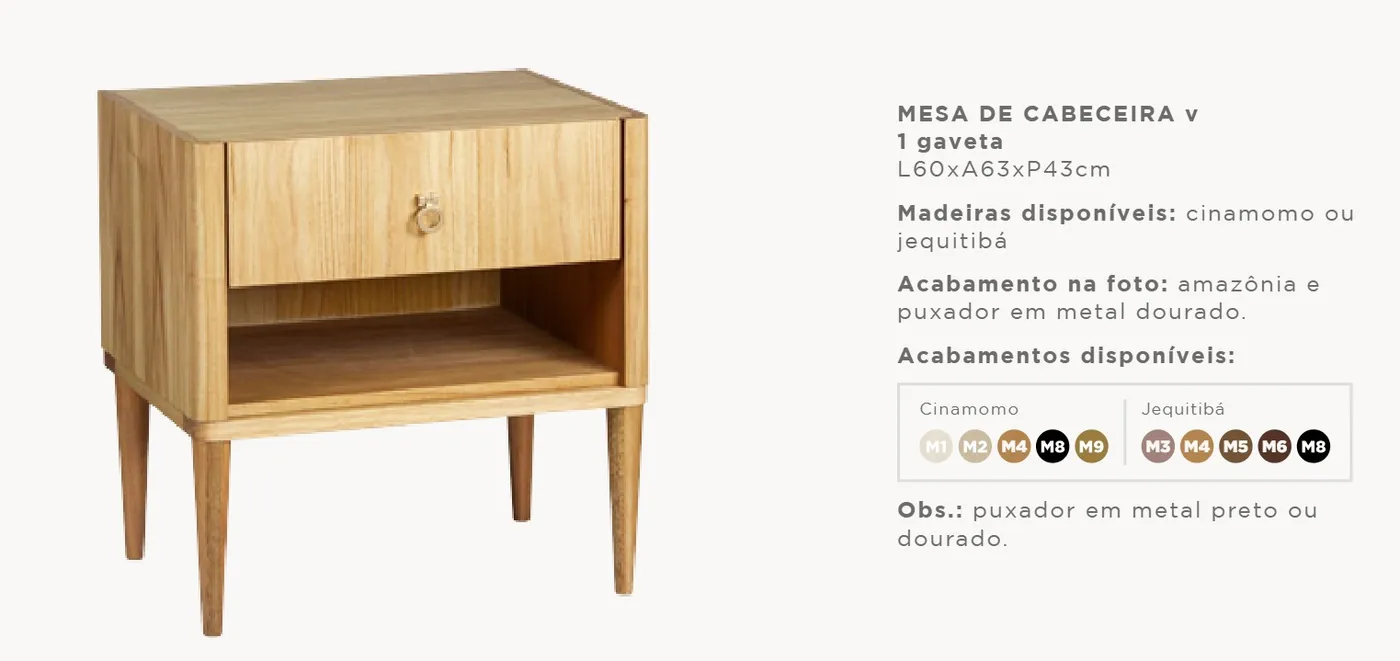 MESA DE CABECEIRA v
1 gaveta
L60xA63xP43cm
Madeiras disponíveis: cinamomo ou
jequitibá
Acabamento na foto: amazônia e
puxador em metal dourado.
Acabamentos disponíveis:
Cinamomo
M1 M2 M4 M8 M9
Jequitibá
M3 M4 M5 M6 M8
Obs.: puxador em metal preto ou
dourado.